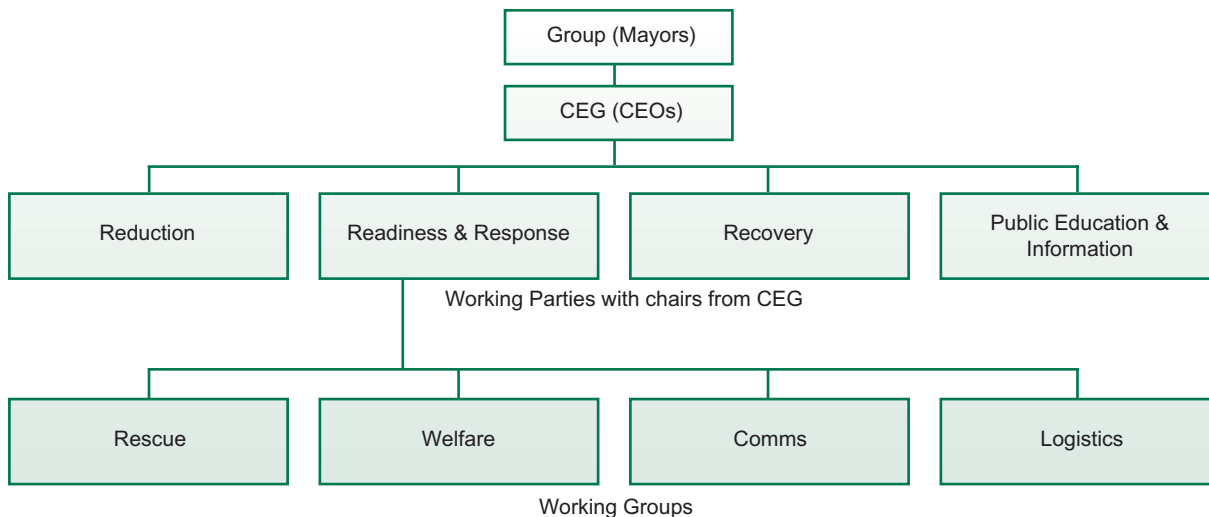 Group (Mayors)
CEG (CEOs)
Reduction
Readiness & Response
Recovery
Public Education &
Information
Working Parties with chairs from CEG
Rescue
Welfare
Comms
Logistics
Working Groups